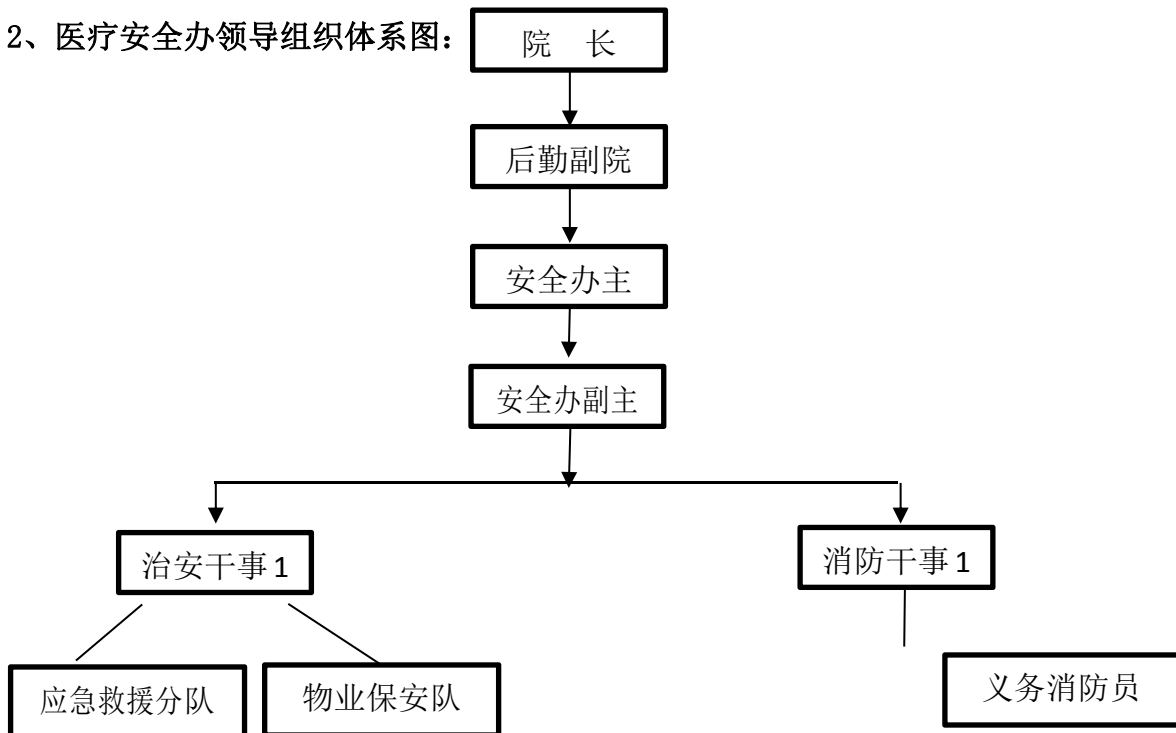 2、医疗安全办领导组织体系图：
院 长
后勤副院
安全办主
安全办副主
治安干事1
消防干事1
应急救援分队
物业保安队
义务消防员